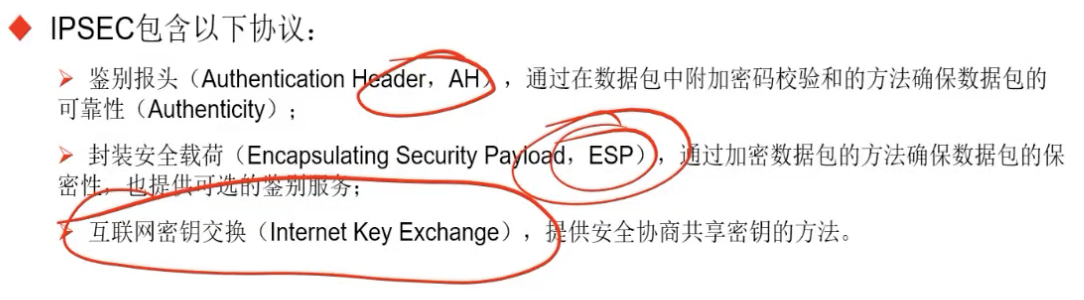 IPSEC包含以下协议：
鉴别报头（Authentication Header，AH），通过在数据包中附加密码校验和的方法确保数据包的
可靠性（Authenticity）；
封装安全载荷（Encapsulating Security Payload，ESP），通过加密数据包的方法确保数据包的保
密性，也提供可选的鉴别服务；
互联网密钥交换（Internet Key Exchange），提供安全协商共享密钥的方法。